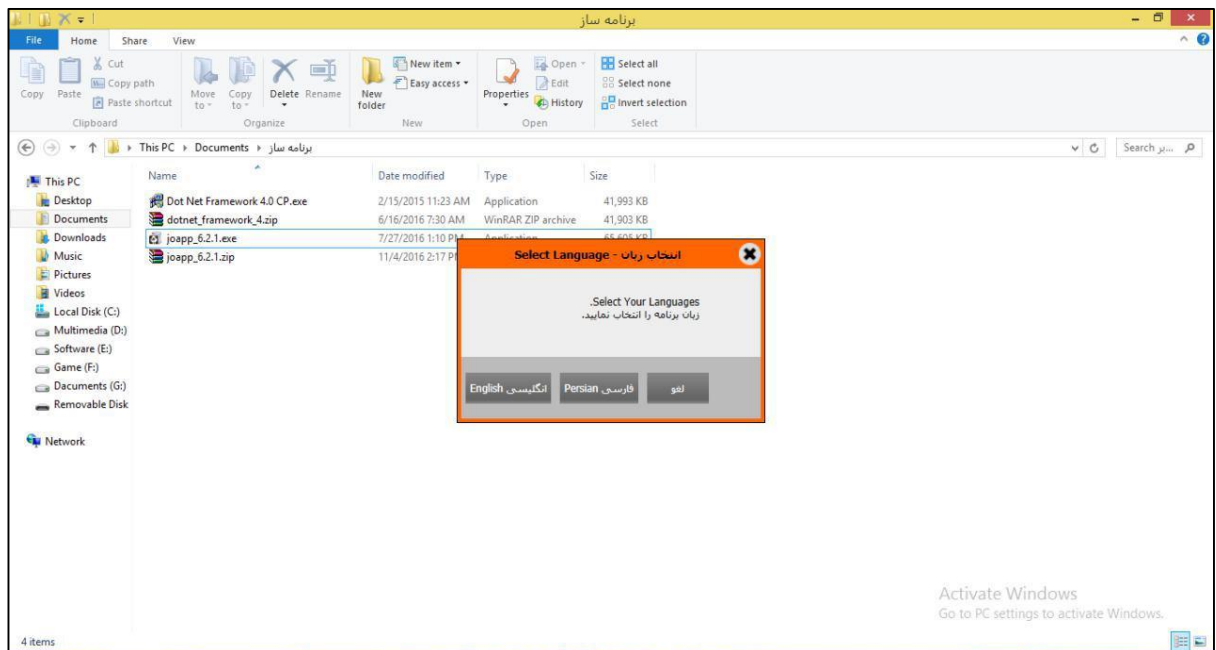 برنامه ساز
File Home Share View
Copy
Paste
Cut
Copy path
Paste shortcut
Clipboard
Move to
Copy to
Delete
Rename
Organize
New folder
New item
Easy access
New
Properties
Open
Edit
History
Open
Select all
Select none
Invert selection
Select
This PC Documents برنامه ساز
Search بر...
Name Date modified Type Size
Dot Net Framework 4.0 CP.exe 2/15/2015 11:23 AM Application 41,993 KB
dotnet_framework_4.zip 6/16/2016 7:30 AM WinRAR ZIP archive 41,903 KB
joapp_6.2.1.exe 7/27/2016 1:10 PM Application 65,605 KB
joapp_6.2.1.zip 11/4/2016 2:17
This PC
Desktop
Documents
Downloads
Music
Pictures
Videos
Local Disk (C:)
Multimedia (D:)
Software (E:)
Game (F:)
Dacuments (G:)
Removable Disk
Network
انتخاب زبان - Select Language
.Select Your Languages
زبان برنامه را انتخاب نمایید.
انگلیسی English
فارسی Persian
لغو
Activate Windows
Go to PC settings to activate Windows.
4 items